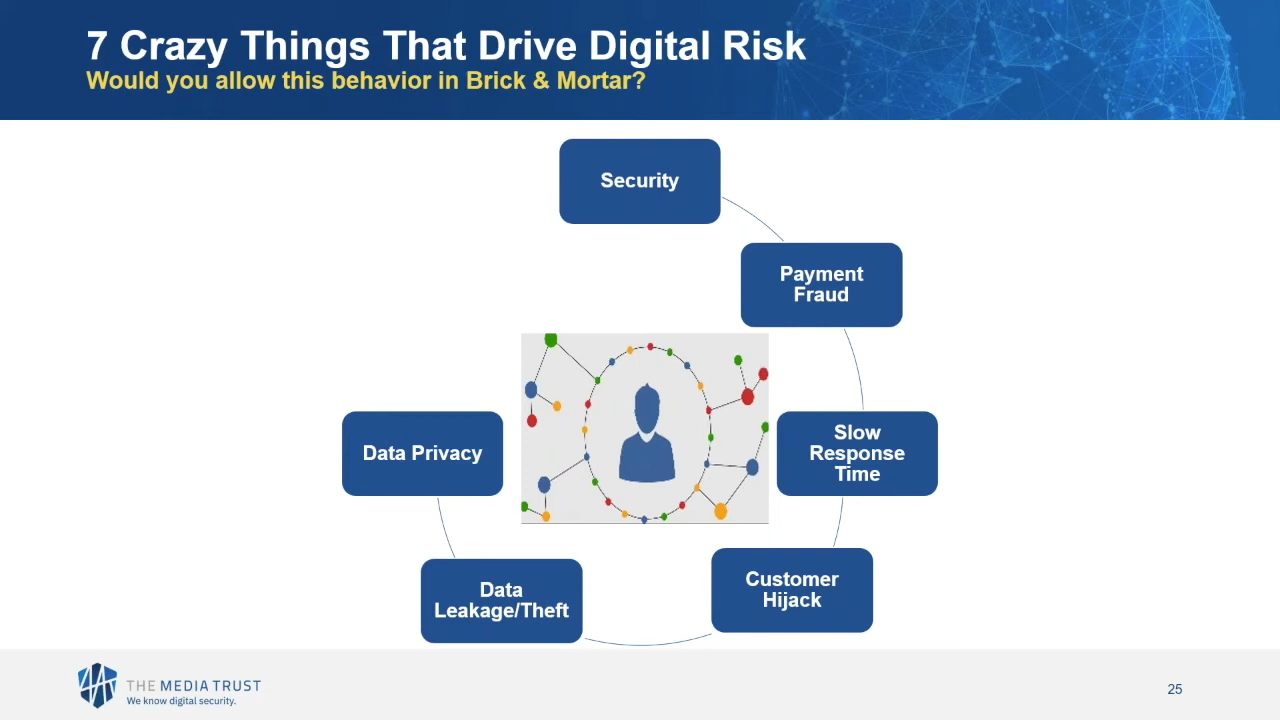 7 Crazy Things That Drive Digital Risk
Would you allow this behavior in Brick & Mortar?
Security
Payment
Fraud
Slow
Response
Time
Customer
Hijack
Data
Leakage/Theft
Data Privacy
THE MEDIA TRUST
We know digital security.
25